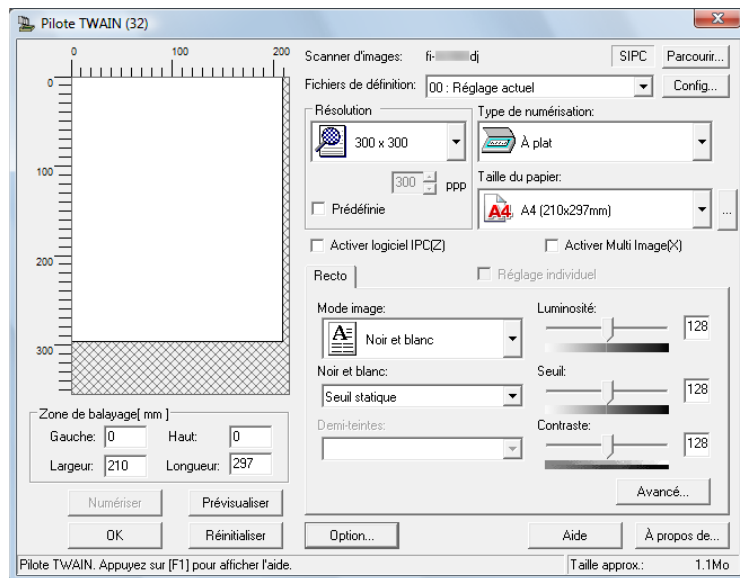 Pilote TWAIN (32)
0 100 200
0
100
200
300
Scanner d'images: fi- dj SIPC Parcourir...
Fichiers de définition: 00 : Réglage actuel Config...
Résolution
300 x 300
300 ppp
Prédéfinie
Type de numérisation:
À plat
Taille du papier:
A4 A4 (210x297mm) ...
Activer logiciel IPC(Z) Activer Multi Image(X)
Recto Réglage individuel
Mode image:
A Noir et blanc
Noir et blanc:
Seuil statique
Demi-teintes:
Luminosité:
128
Seuil:
128
Contraste:
128
Avancé...
Zone de balayage[ mm ]
Gauche: 0 Haut: 0
Largeur: 210 Longueur: 297
Numériser Prévisualiser
OK Réinitialiser Option... Aide À propos de...
Pilote TWAIN. Appuyez sur [F1] pour afficher l'aide. Taille approx.: 1.1Mo